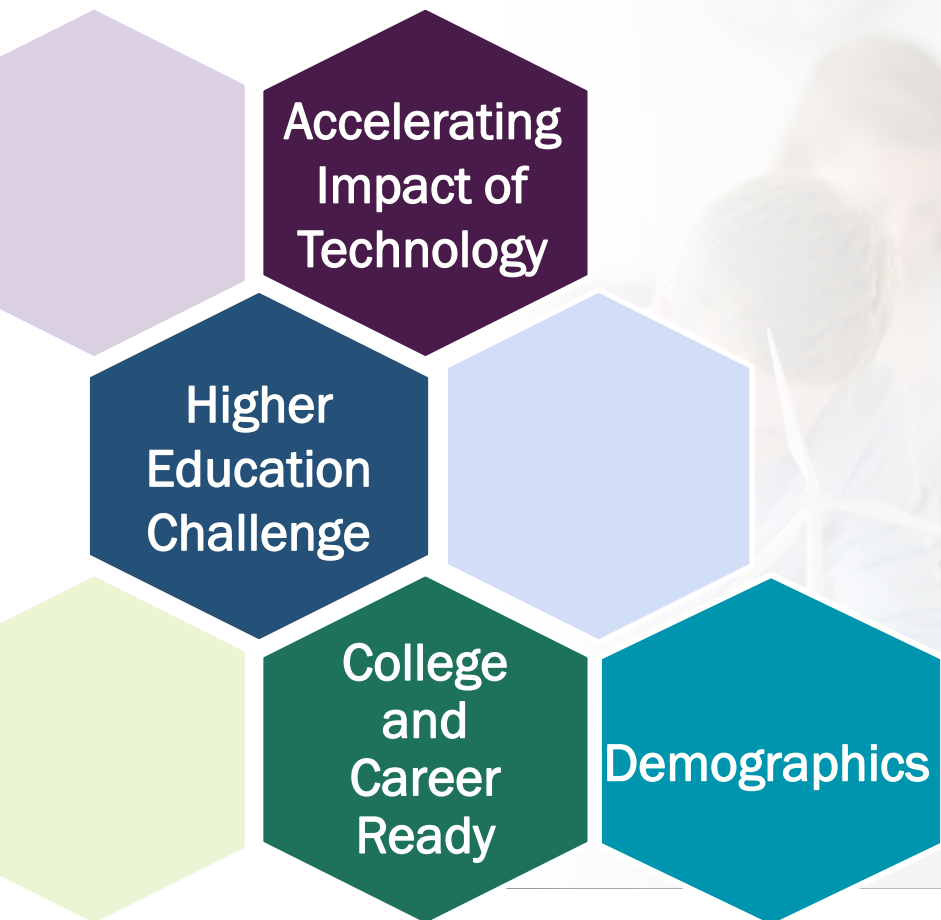 Accelerating
Impact of
Technology
Higher
Education
Challenge
College
and
Career
Ready
Demographics